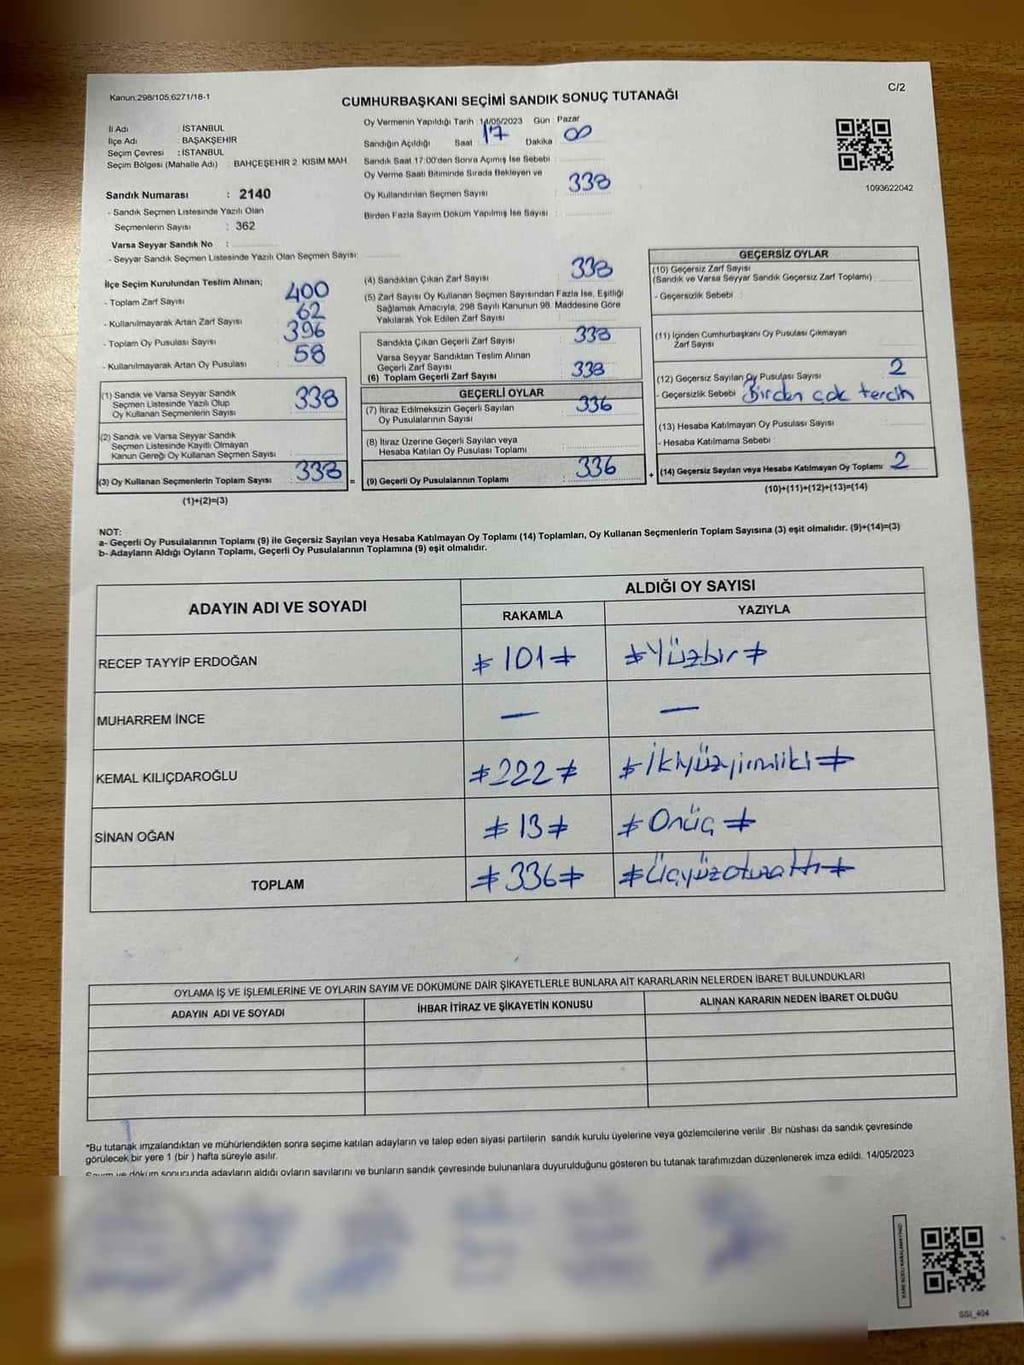 Kanun;298/105,6271/18-1
C/2
CUMHURBAŞKANI SEÇİMİ SANDIK SONUÇ TUTANAĞI
İl Adı : İSTANBUL
İlçe Adı : BAŞAKŞEHİR
Seçim Çevresi : İSTANBUL
Seçim Bölgesi (Mahalle Adı) : BAHÇEŞEHİR 2. KISIM MAH.
Sandık Numarası : 2140
- Sandık Seçmen Listesinde Yazılı Olan
Seçmenlerin Sayısı : 362
Varsa Seyyar Sandık No :
- Seyyar Sandık Seçmen Listesinde Yazılı Olan Seçmen Sayısı:
Oy Vermenin Yapıldığı Tarih : 14/05/2023 Gün : Pazar
Sandığın Açıldığı Saat 17 Dakika 00
Sandık Saat 17:00'den Sonra Açımış İse Sebebi
Oy Verme Saati Bitiminde Sırada Bekleyen ve
Oy Kullandırılan Seçmen Sayısı 338
Birden Fazla Sayım Döküm Yapılmış İse Sayısı :
1093622042
İlçe Seçim Kurulundan Teslim Alınan;
- Toplam Zarf Sayısı 400
- Kullanılmayarak Artan Zarf Sayısı 62
- Toplam Oy Pusulası Sayısı 396
- Kullanılmayarak Artan Oy Pusulası 58
(1) Sandık ve Varsa Seyyar Sandık
Seçmen Listesinde Yazılı Olup
Oy Kullanan Seçmenlerin Sayısı 338
(2) Sandık ve Varsa Seyyar Sandık
Seçmen Listesinde Kayıtlı Olmayan
Kanun Gereği Oy Kullanan Seçmen Sayısı
(3) Oy Kullanan Seçmenlerin Toplam Sayısı 338 =
(1)+(2)=(3)
(4) Sandıktan Çıkan Zarf Sayısı 338
(5) Zarf Sayısı Oy Kullanan Seçmen Sayısından Fazla İse, Eşitliği
Sağlamak Amacıyla, 298 Sayılı Kanunun 98. Maddesine Göre
Yakılarak Yok Edilen Zarf Sayısı
Sandıkta Çıkan Geçerli Zarf Sayısı 338
Varsa Seyyar Sandıktan Teslim Alınan
Geçerli Zarf Sayısı
(6) Toplam Geçerli Zarf Sayısı 338
GEÇERLİ OYLAR
(7) İtiraz Edilmeksizin Geçerli Sayılan
Oy Pusulalarının Sayısı 336
(8) İtiraz Üzerine Geçerli Sayılan veya
Hesaba Katılan Oy Pusulası Toplamı
(9) Geçerli Oy Pusulalarının Toplamı 336 +
GEÇERSİZ OYLAR
(10) Geçersiz Zarf Sayısı
(Sandık ve Varsa Seyyar Sandık Geçersiz Zarf Toplamı)
- Geçersizlik Sebebi :
(11) İçinden Cumhurbaşkanı Oy Pusulası Çıkmayan
Zarf Sayısı
(12) Geçersiz Sayılan Oy Pusulası Sayısı 2
- Geçersizlik Sebebi Birden çok tercih
(13) Hesaba Katılmayan Oy Pusulası Sayısı
- Hesaba Katılmama Sebebi :
(14) Geçersiz Sayılan veya Hesaba Katılmayan Oy Toplamı 2
(10)+(11)+(12)+(13)=(14)
NOT:
a- Geçerli Oy Pusulalarının Toplamı (9) ile Geçersiz Sayılan veya Hesaba Katılmayan Oy Toplamı (14) Toplamları, Oy Kullanan Seçmenlerin Toplam Sayısına (3) eşit olmalıdır. (9)+(14)=(3)
b- Adayların Aldığı Oyların Toplamı, Geçerli Oy Pusulalarının Toplamına (9) eşit olmalıdır.
ADAYIN ADI VE SOYADI
ALDIĞI OY SAYISI
RAKAMLA YAZIYLA
RECEP TAYYİP ERDOĞAN ≠101≠ ≠Yüzbir≠
MUHARREM İNCE — —
KEMAL KILIÇDAROĞLU ≠222≠ ≠İkiyüzyirmiiki≠
SİNAN OĞAN ≠13≠ ≠Onüç≠
TOPLAM ≠336≠ ≠Üçyüzotuzaltı≠
OYLAMA İŞ VE İŞLEMLERİNE VE OYLARIN SAYIM VE DÖKÜMÜNE DAİR ŞİKAYETLERLE BUNLARA AİT KARARLARIN NELERDEN İBARET BULUNDUKLARI
ADAYIN ADI VE SOYADI İHBAR İTİRAZ VE ŞİKAYETİN KONUSU ALINAN KARARIN NEDEN İBARET OLDUĞU
*Bu tutanak imzalandıktan ve mühürlendikten sonra seçime katılan adayların ve talep eden siyasi partilerin sandık kurulu üyelerine veya gözlemcilerine verilir .Bir nüshası da sandık çevresinde
görülecek bir yere 1 (bir ) hafta süreyle asılır.
Sayım ve döküm sonucunda adayların aldığı oyların sayılarını ve bunların sandık çevresinde bulunanlara duyurulduğunu gösteren bu tutanak tarafımızdan düzenlenerek imza edildi. 14/05/2023
SSI_404